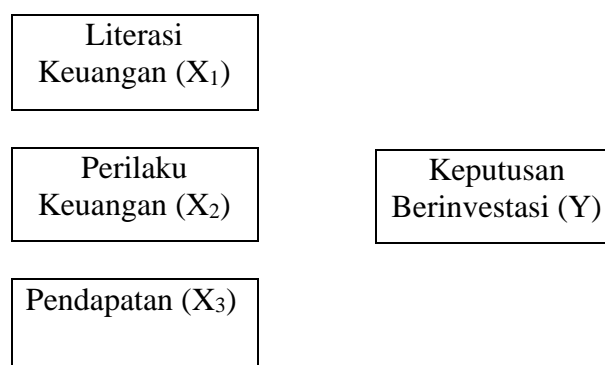 Literasi
Keuangan (X₁)
Perilaku
Keuangan (X₂)
Keputusan
Berinvestasi (Y)
Pendapatan (X₃)